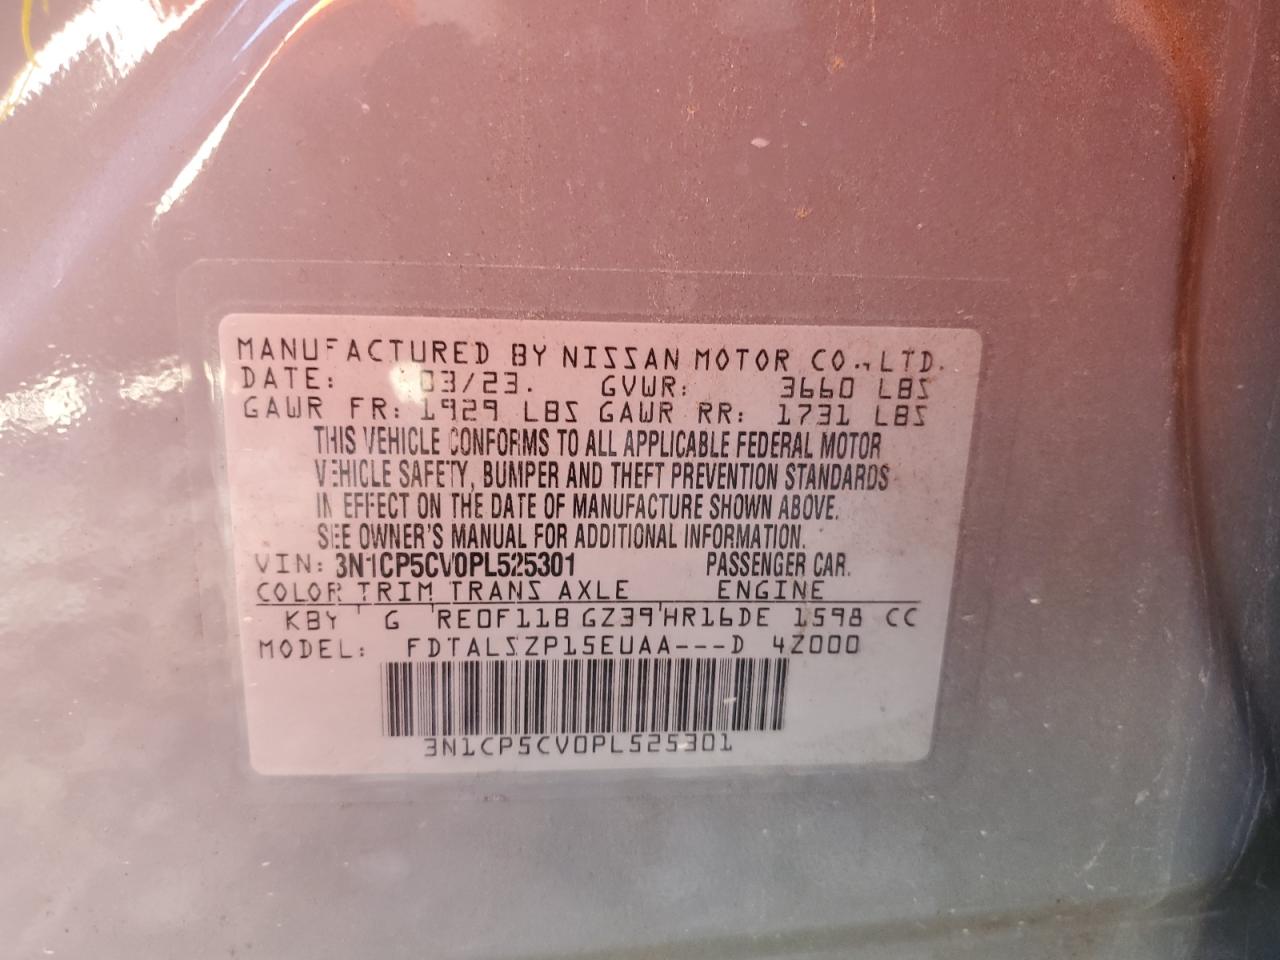 MANUFACTURED BY NISSAN MOTOR CO., LTD.
DATE: 03/23. GVWR: 3660 LBS
GAWR FR: 1929 LBS GAWR RR: 1731 LBS
THIS VEHICLE CONFORMS TO ALL APPLICABLE FEDERAL MOTOR
VEHICLE SAFETY, BUMPER AND THEFT PREVENTION STANDARDS
IN EFFECT ON THE DATE OF MANUFACTURE SHOWN ABOVE.
SEE OWNER'S MANUAL FOR ADDITIONAL INFORMATION.
VIN: 3N1CP5CV0PL525301 PASSENGER CAR.
COLOR TRIM TRANS AXLE ENGINE
KBY G RE0F11B GZ39 HR16DE 1598 CC
MODEL: FDTALSZP15EUAA---D 4Z000
3N1CP5CV0PL525301